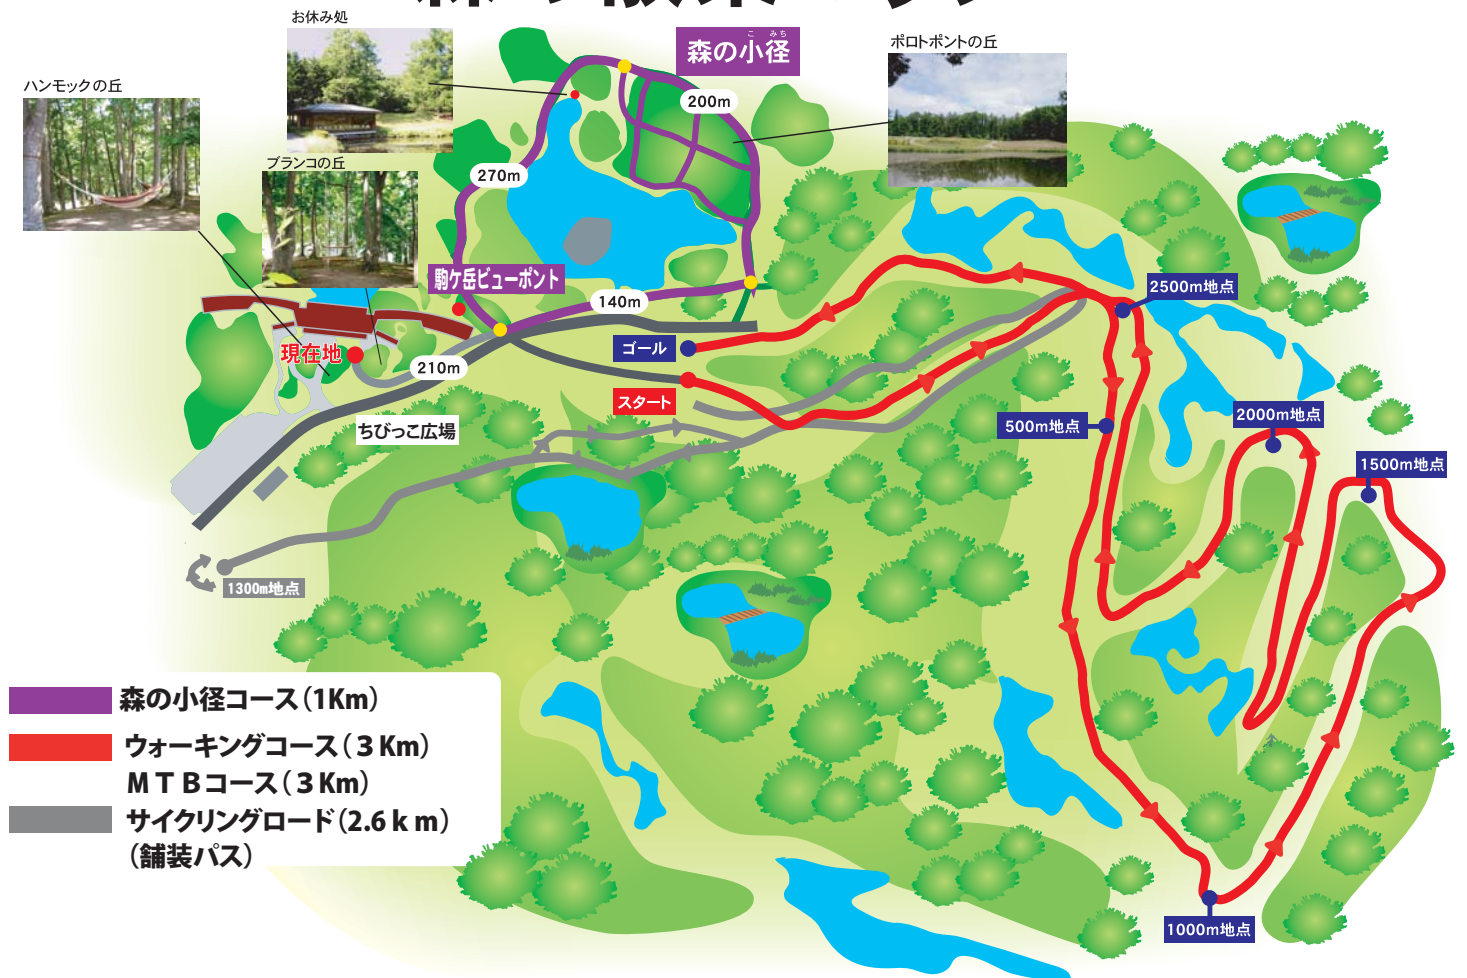 お休み処
森の小径
こ みち
ポロトポントの丘
ハンモックの丘
200m
ブランコの丘
270m
駒ケ岳ビューポント
140m
2500m地点
現在地
ゴール
210m
スタート
ちびっこ広場
500m地点
2000m地点
1500m地点
1300m地点
1000m地点
森の小径コース(1Km)
ウォーキングコース(3Km)
MTBコース(3Km)
サイクリングロード(2.6km)
(舗装パス)